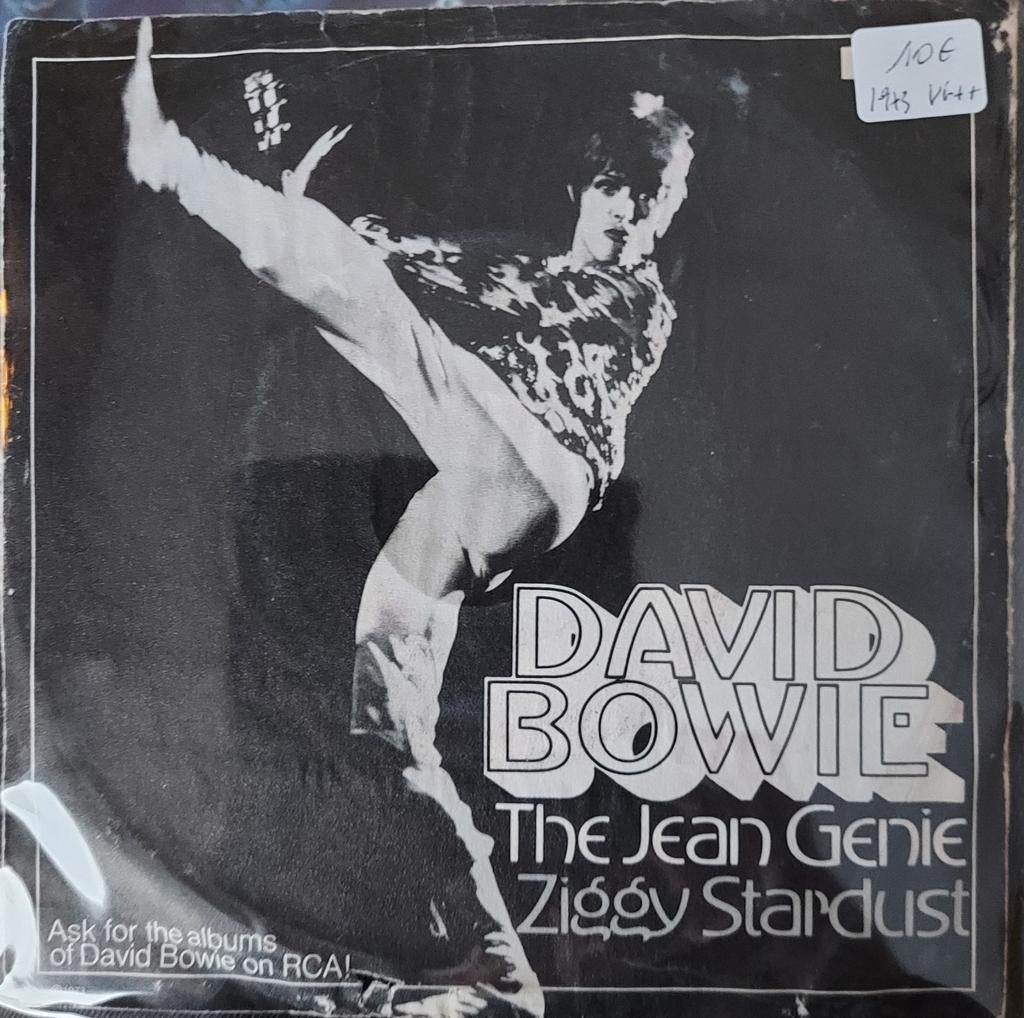 10€
1973 VG++
DAVID
BOWIE
The Jean Genie
Ziggy Stardust
Ask for the albums
of David Bowie on RCA!